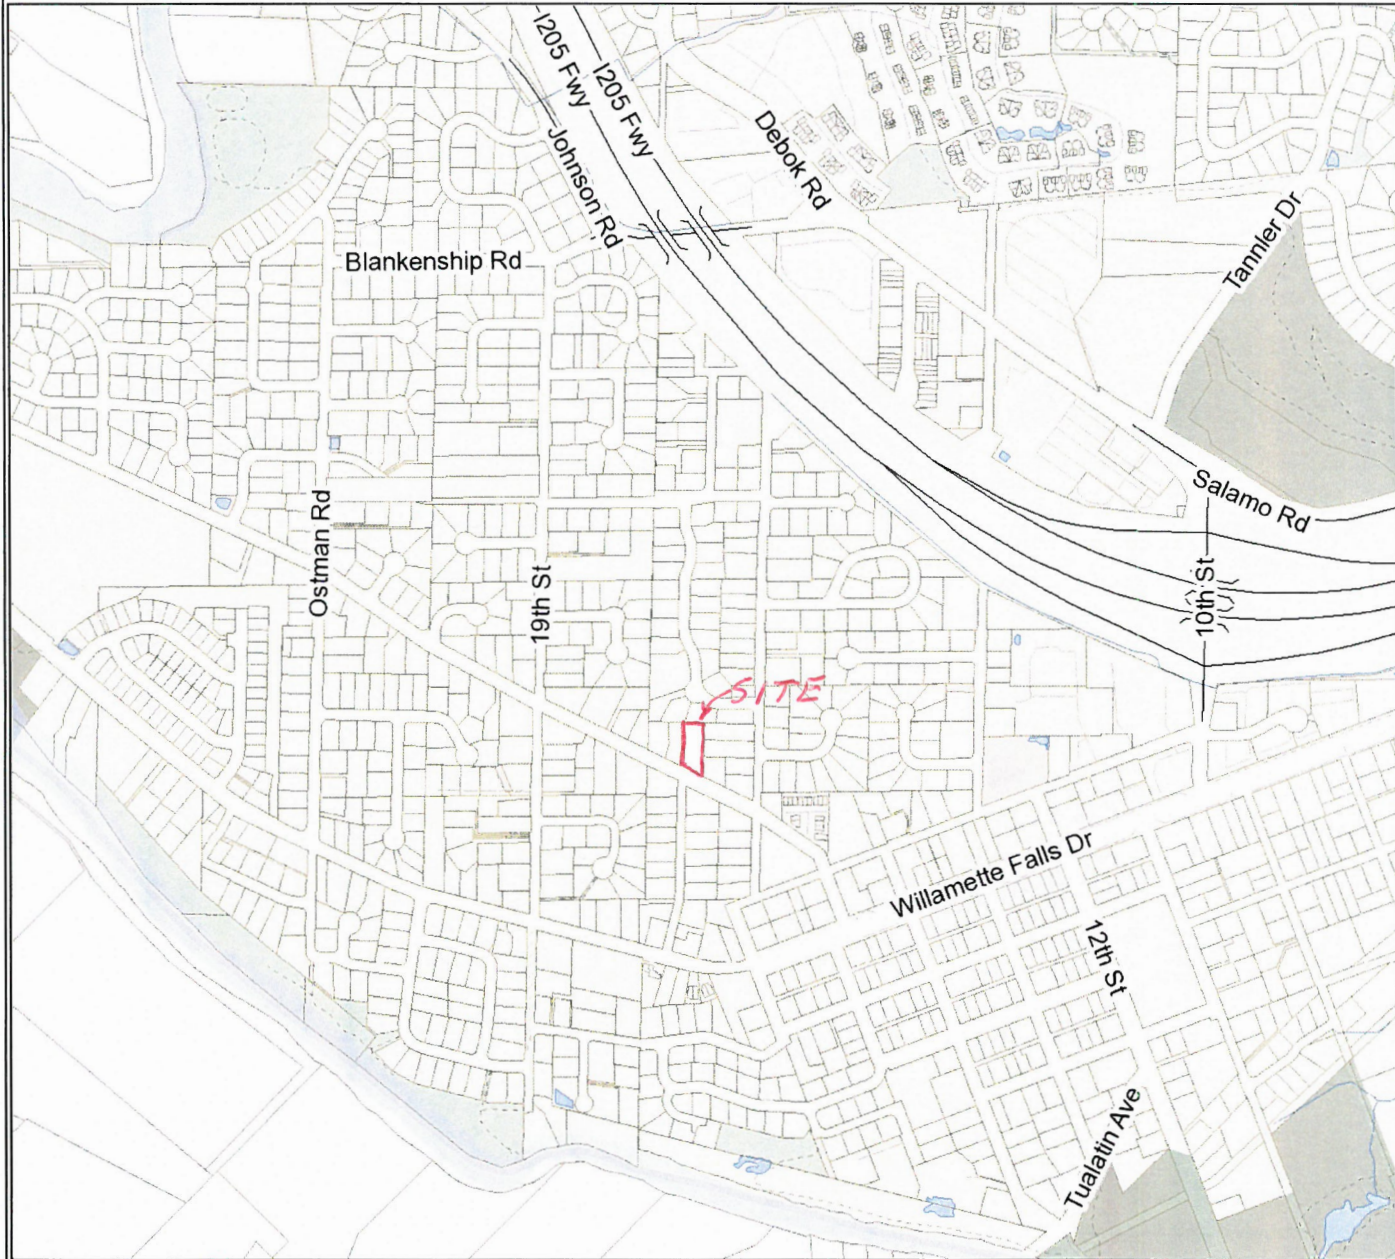 I205 Fwy
I205 Fwy
Johnson Rd
Debok Rd
Tannler Dr
Blankenship Rd
Salamo Rd
Ostman Rd
19th St
10th St
SITE
Willamette Falls Dr
12th St
Tualatin Ave